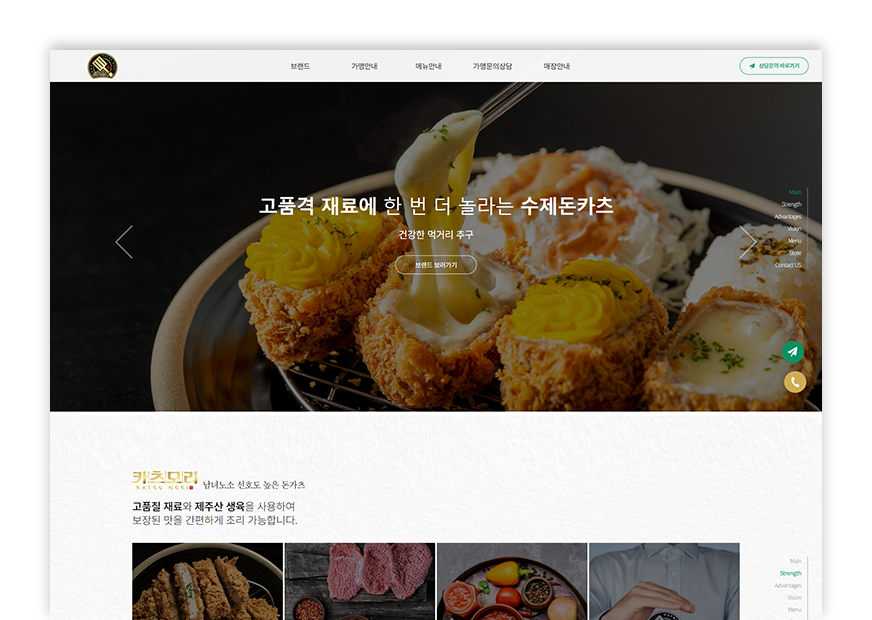 브랜드
가맹안내
메뉴안내
가맹문의상담
매장안내
상담문의 바로가기
고품격 재료에 한 번 더 놀라는 수제돈카츠
건강한 먹거리 추구
브랜드 보러가기
Main
Strength
Advantages
Vision
Menu
Store
Contact US
카츠모리
KATSU MORI
남녀노소 선호도 높은 돈카츠
고품질 재료와 제주산 생육을 사용하여
보장된 맛을 간편하게 조리 가능합니다.
Main
Strength
Advantages
Vision
Menu